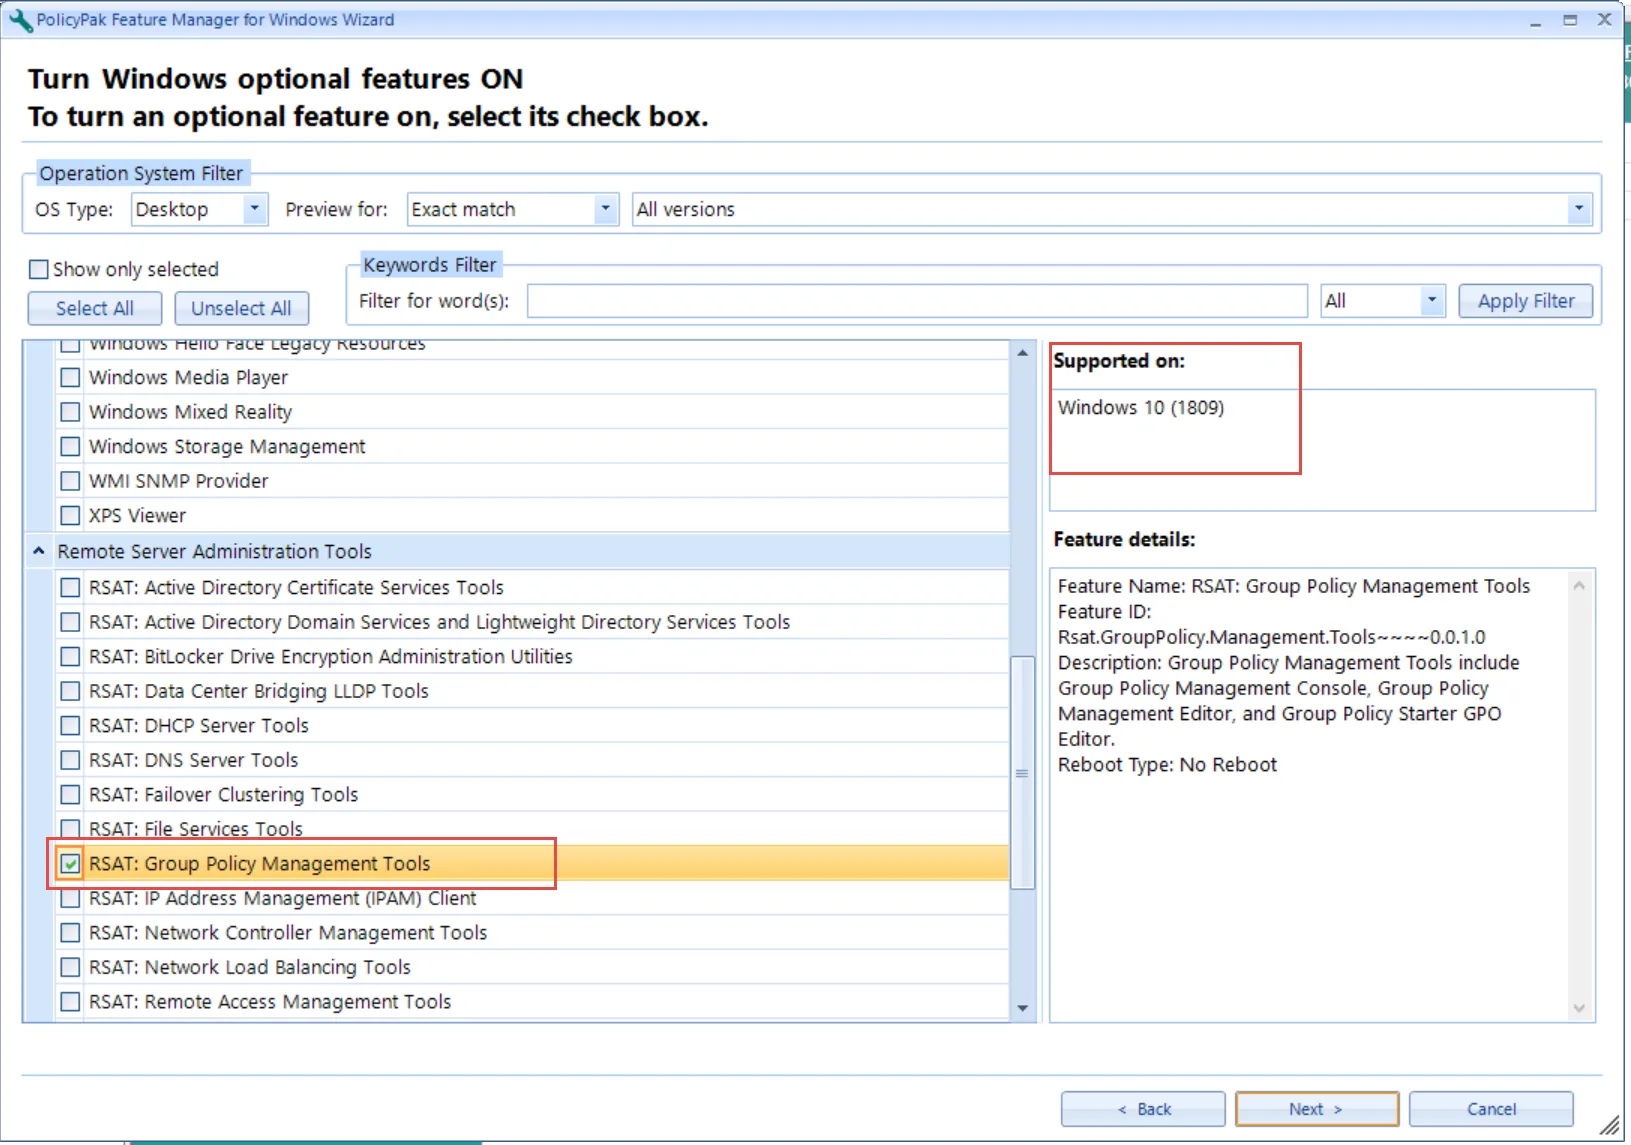 PolicyPak Feature Manager for Windows Wizard
Turn Windows optional features ON
To turn an optional feature on, select its check box.
Operation System Filter
OS Type: Desktop Preview for: Exact match All versions
Show only selected
Select All Unselect All
Keywords Filter
Filter for word(s): All Apply Filter
Windows Hello Face Legacy Resources
Windows Media Player
Windows Mixed Reality
Windows Storage Management
WMI SNMP Provider
XPS Viewer
Remote Server Administration Tools
RSAT: Active Directory Certificate Services Tools
RSAT: Active Directory Domain Services and Lightweight Directory Services Tools
RSAT: BitLocker Drive Encryption Administration Utilities
RSAT: Data Center Bridging LLDP Tools
RSAT: DHCP Server Tools
RSAT: DNS Server Tools
RSAT: Failover Clustering Tools
RSAT: File Services Tools
RSAT: Group Policy Management Tools
RSAT: IP Address Management (IPAM) Client
RSAT: Network Controller Management Tools
RSAT: Network Load Balancing Tools
RSAT: Remote Access Management Tools
Supported on:
Windows 10 (1809)
Feature details:
Feature Name: RSAT: Group Policy Management Tools
Feature ID:
Rsat.GroupPolicy.Management.Tools~~~~0.0.1.0
Description: Group Policy Management Tools include
Group Policy Management Console, Group Policy
Management Editor, and Group Policy Starter GPO
Editor.
Reboot Type: No Reboot
< Back Next > Cancel